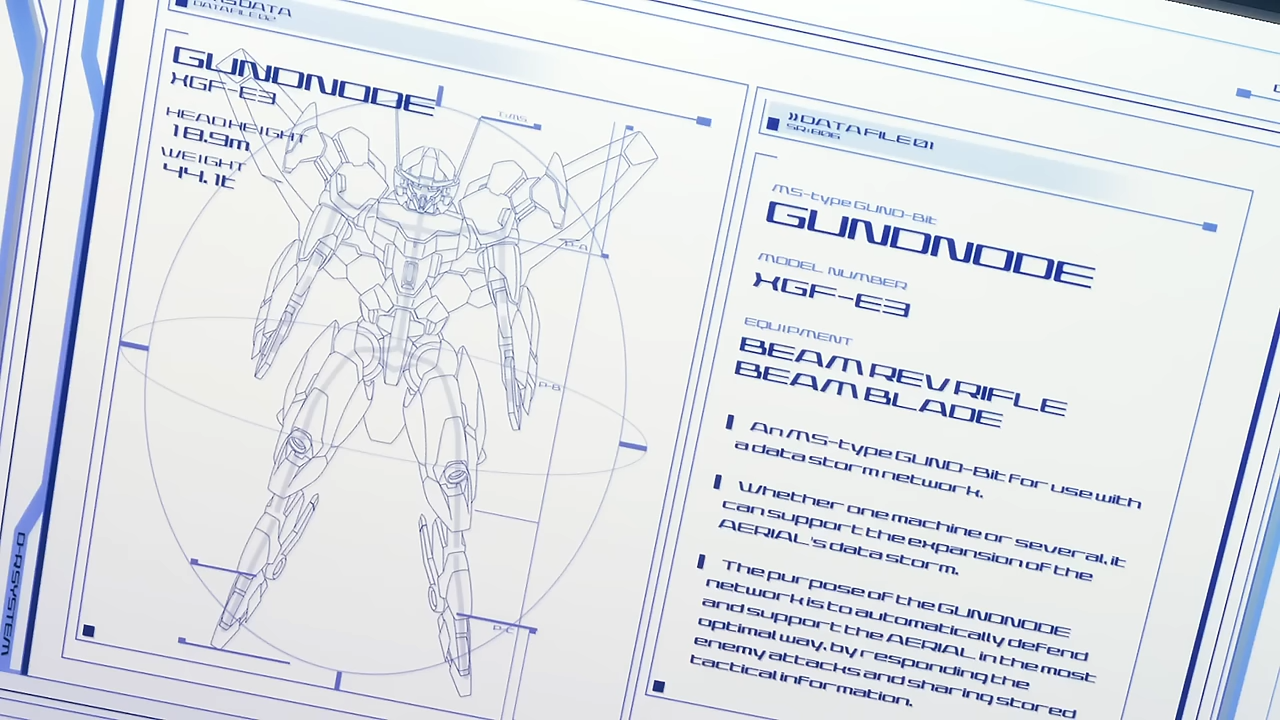 DATA
DATAFILE 02
GUNDNODE
XGF-E3
HEAD HEIGHT
18.9m
WEIGHT
44.1t
P-A
P-B
P-C
D-RSYSTEM
DATAFILE 01
MS-type GUND-Bit
GUNDNODE
MODEL NUMBER
XGF-E3
EQUIPMENT
BEAM REV RIFLE
BEAM BLADE
An MS-type GUND-Bit for use with
a data storm network.
Whether one machine or several, it
can support the expansion of the
AERIAL's data storm.
The purpose of the GUNDNODE
network is to automatically defend
and support the AERIAL in the most
optimal way, by responding the
enemy attacks and sharing stored
tactical information.